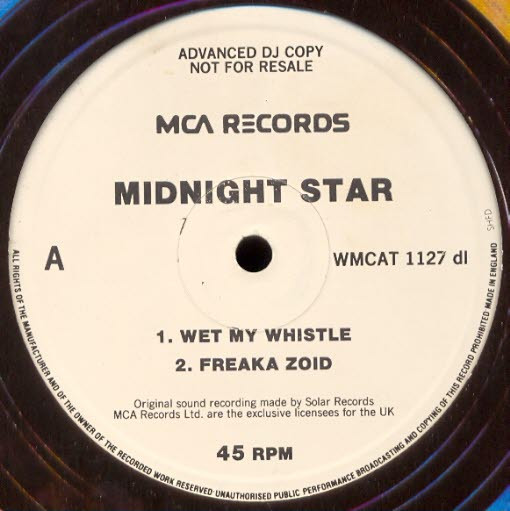 ADVANCED DJ COPY
NOT FOR RESALE
MCA RECORDS
MIDNIGHT STAR
A
WMCAT 1127 dl
1. WET MY WHISTLE
2. FREAKA ZOID
Original sound recording made by Solar Records
MCA Records Ltd. are the exclusive licensees for the UK
45 RPM
ALL RIGHTS OF THE MANUFACTURER AND OF THE OWNER OF THE RECORDED WORK RESERVED UNAUTHORISED PUBLIC PERFORMANCE BROADCASTING AND COPYING OF THIS RECORD PROHIBITED MADE IN ENGLAND